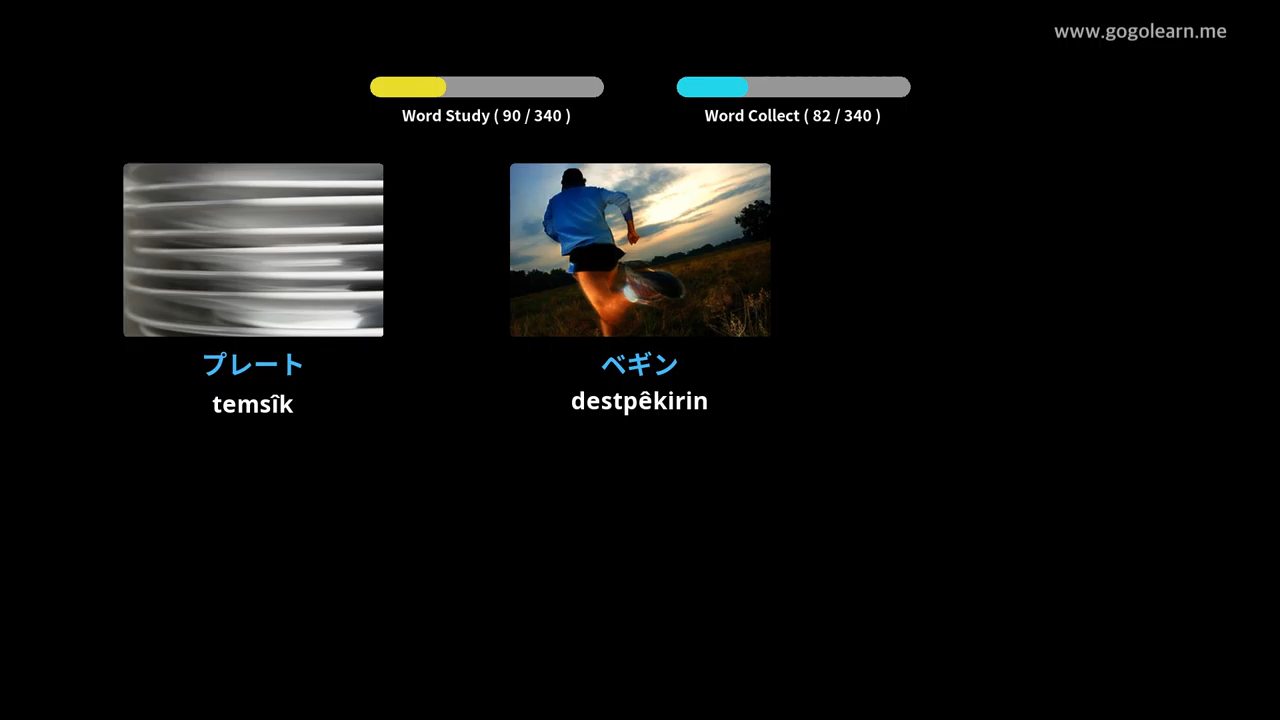 www.gogolearn.me
Word Study ( 90 / 340 )
Word Collect ( 82 / 340 )
プレート
temsîk
ベギン
destpêkirin